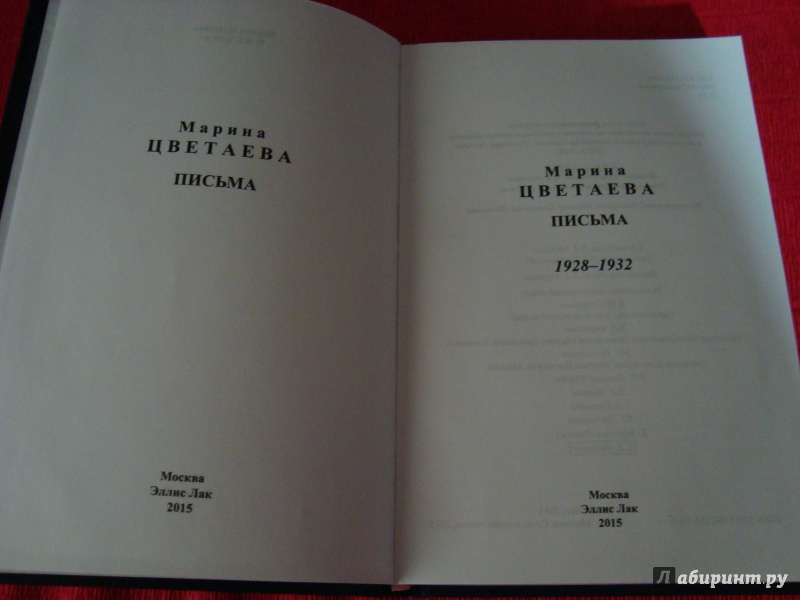 Марина
ЦВЕТАЕВА
ПИСЬМА
Москва
Эллис Лак
2015
Марина
ЦВЕТАЕВА
ПИСЬМА
1928–1932
Москва
Эллис Лак
2015
Лабиринт.ру